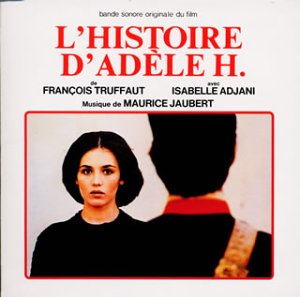 bande sonore originale du film
L'HISTOIRE
D'ADÈLE H.
de avec
FRANÇOIS TRUFFAUT ISABELLE ADJANI
Musique de MAURICE JAUBERT